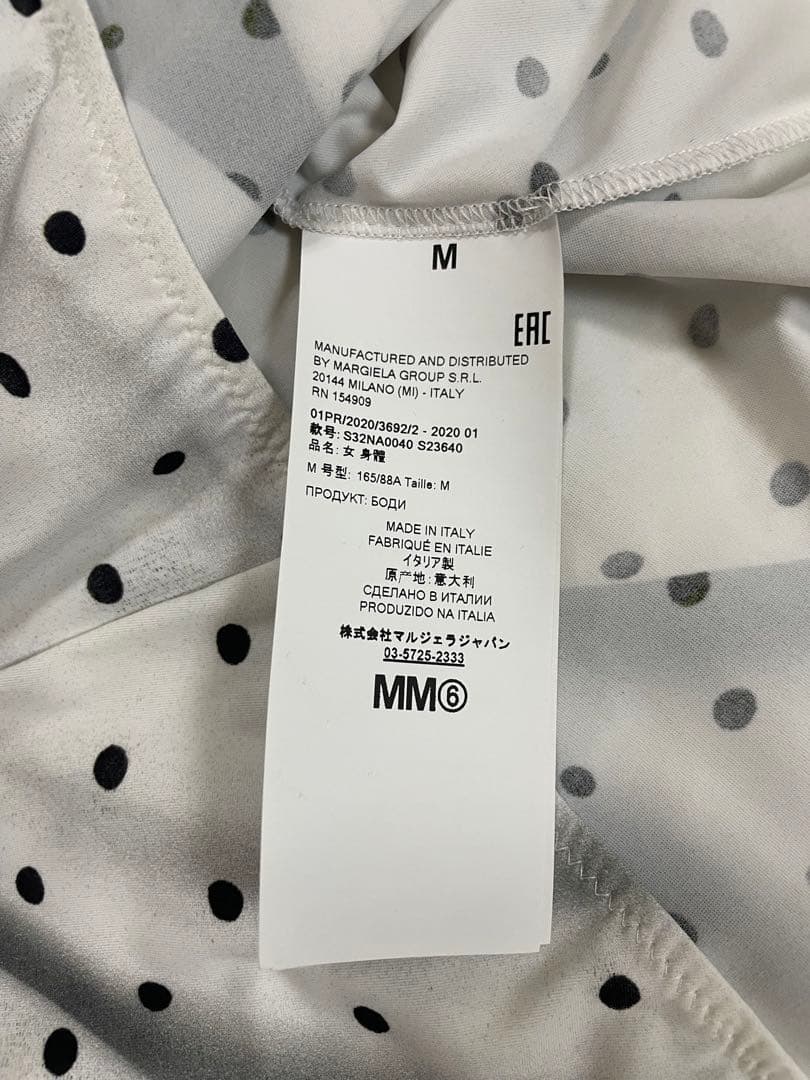 M
EAC
MANUFACTURED AND DISTRIBUTED
BY MARGIELA GROUP S.R.L.
20144 MILANO (MI) - ITALY
RN 154909
01PR/2020/3692/2 - 2020 01
款号: S32NA0040 S23640
品名: 女 身體
M 号型: 165/88A Taille: M
ПРОДУКТ: БОДИ
MADE IN ITALY
FABRIQUÉ EN ITALIE
イタリア製
原产地: 意大利
СДЕЛАНО В ИТАЛИИ
PRODUZIDO NA ITALIA
株式会社マルジェラジャパン
03-5725-2333
MM⑥